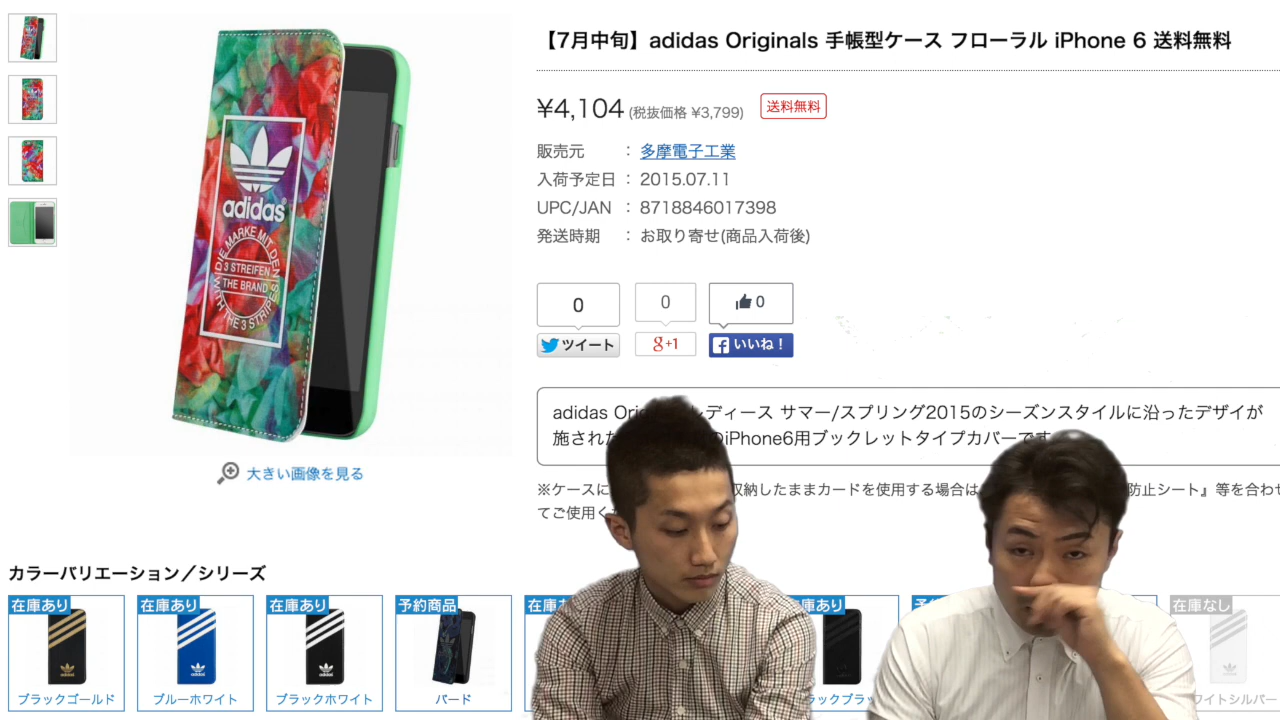 【7月中旬】adidas Originals 手帳型ケース フローラル iPhone 6 送料無料
¥4,104 (税抜価格 ¥3,799) 送料無料
販売元 : 多摩電子工業
入荷予定日 : 2015.07.11
UPC/JAN : 8718846017398
発送時期 : お取り寄せ(商品入荷後)
adidas
DIE MARKE MIT DEN
3 STREIFEN
THE BRAND
WITH THE 3 STRIPES
0 0 0
ツイート g+1 いいね！
adidas レディース サマー/スプリング2015のシーズンスタイルに沿ったデザイが
施された のiPhone6用ブックレットタイプカバーです
大きい画像を見る
※ケースに 収納したままカードを使用する場合は 防止シート』等を合わせ
てご使用く
カラーバリエーション／シリーズ
在庫あり 在庫あり 在庫あり 予約商品 在庫あ 庫あり 予 在庫なし
ブラックゴールド ブルーホワイト ブラックホワイト バード ラックブラッ ワイトシルバー